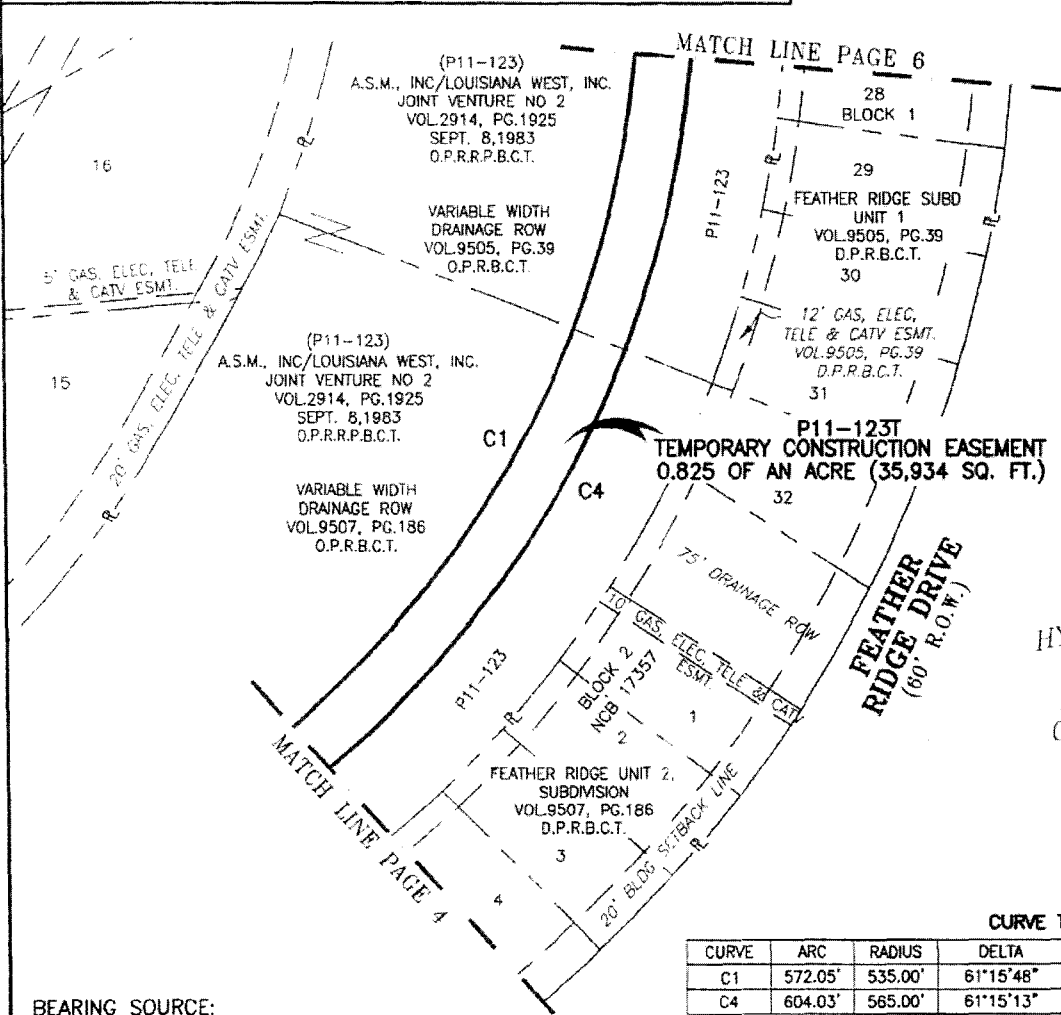 MATCH LINE PAGE 6
(P11-123)
A.S.M., INC/LOUISIANA WEST, INC.
JOINT VENTURE NO 2
VOL.2914, PG.1925
SEPT. 8,1983
O.P.R.R.P.B.C.T.
VARIABLE WIDTH
DRAINAGE ROW
VOL.9505, PG.39
O.P.R.B.C.T.
16
5' GAS, ELEC, TELE
& CATV ESMT.
20' GAS, ELEC, TELE & CATV ESMT.
15
(P11-123)
A.S.M., INC/LOUISIANA WEST, INC.
JOINT VENTURE NO 2
VOL.2914, PG.1925
SEPT. 8,1983
O.P.R.R.P.B.C.T.
VARIABLE WIDTH
DRAINAGE ROW
VOL.9507, PG.186
O.P.R.B.C.T.
C1
C4
P11-123
28
BLOCK 1
29
FEATHER RIDGE SUBD
UNIT 1
VOL.9505, PG.39
D.P.R.B.C.T.
30
12' GAS, ELEC,
TELE & CATV ESMT.
VOL.9505, PG.39
D.P.R.B.C.T.
31
P11-123T
TEMPORARY CONSTRUCTION EASEMENT
0.825 OF AN ACRE (35,934 SQ. FT.)
32
75' DRAINAGE ROW
10' GAS, ELEC, TELE & CATV
ESMT.
FEATHER
RIDGE DRIVE
(60' R.O.W.)
P11-123
BLOCK 2
NCB 17357
1
2
FEATHER RIDGE UNIT 2,
SUBDIVISION
VOL.9507, PG.186
D.P.R.B.C.T.
3
4
20' BLDG SETBACK LINE
MATCH LINE PAGE 4
CURVE T
CURVE ARC RADIUS DELTA
C1 572.05' 535.00' 61°15'48"
C4 604.03' 565.00' 61°15'13"
BEARING SOURCE: